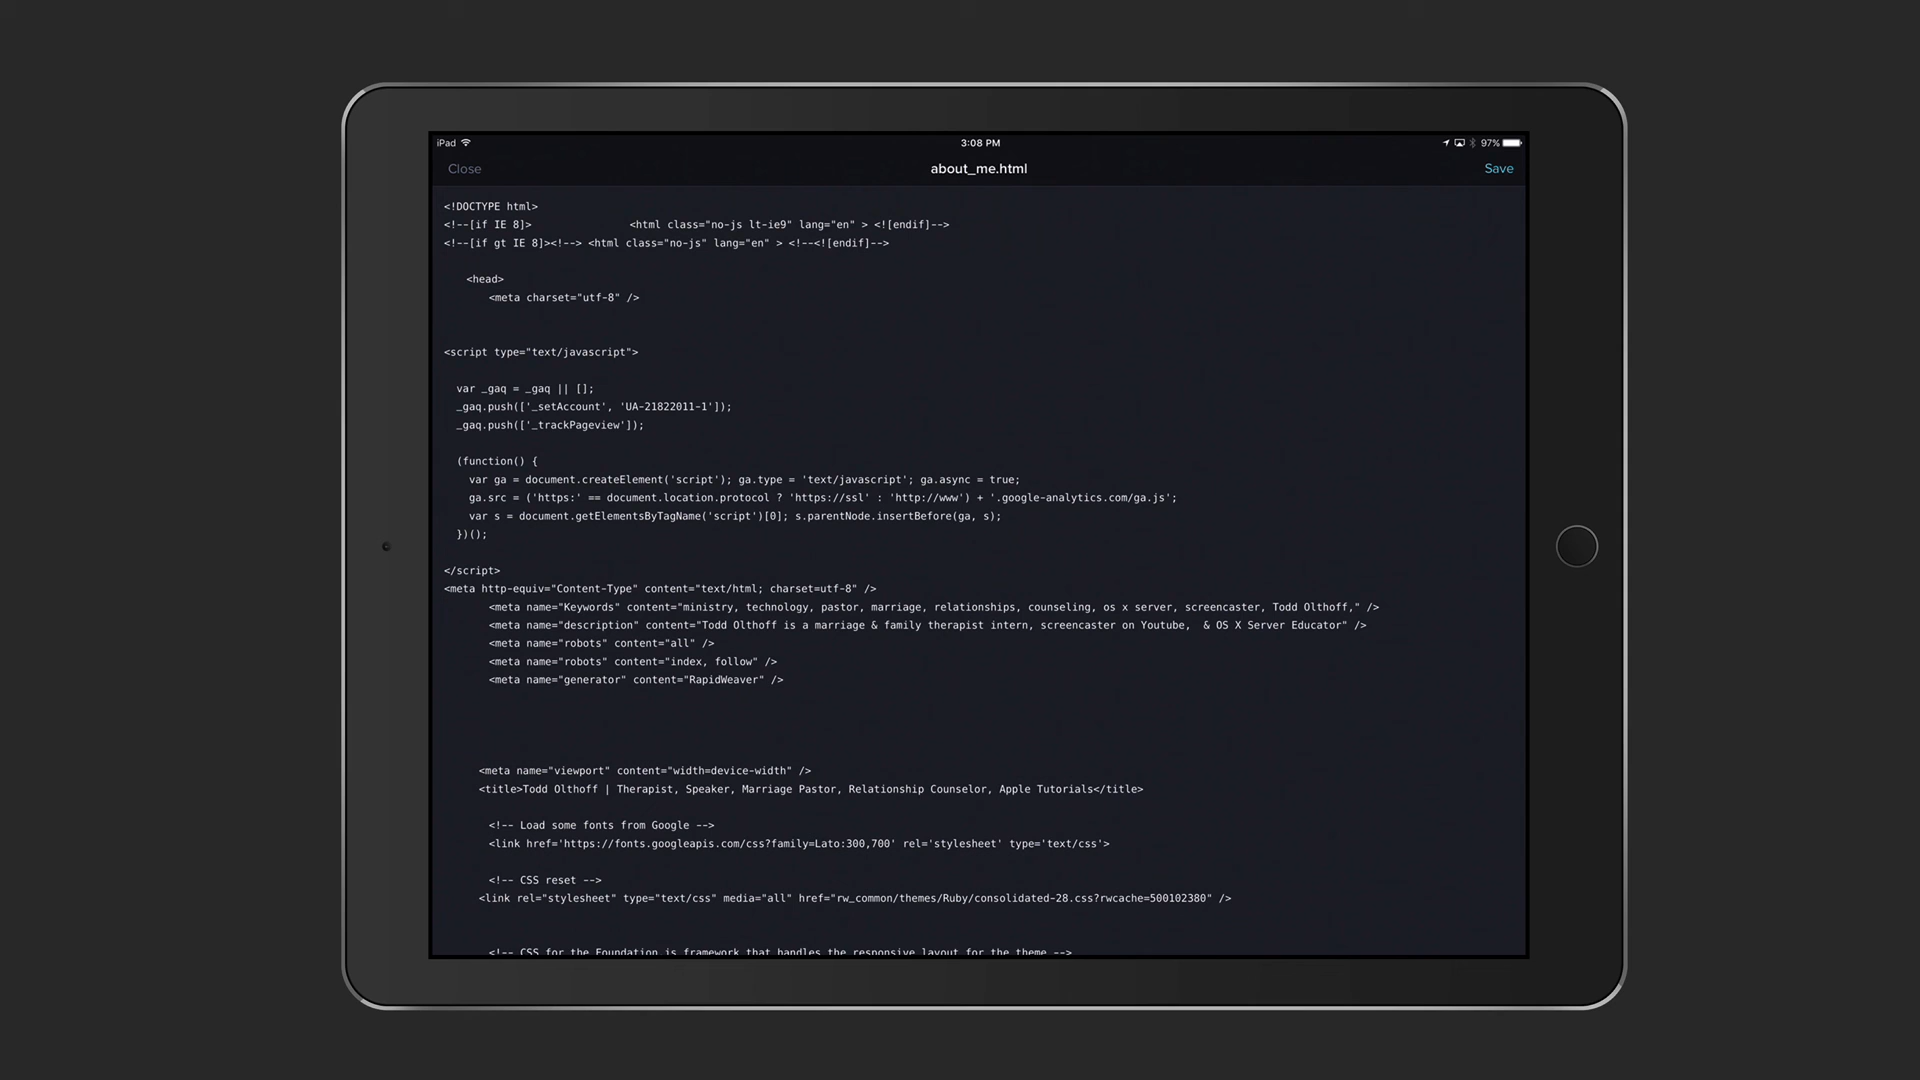 iPad
3:08 PM
97%
Close
about_me.html
Save
<!DOCTYPE html>
<!--[if IE 8]> <html class="no-js lt-ie9" lang="en" > <![endif]-->
<!--[if gt IE 8]><!--> <html class="no-js" lang="en" > <!--<![endif]-->
<head>
<meta charset="utf-8" />
<script type="text/javascript">
var _gaq = _gaq || [];
_gaq.push(['_setAccount', 'UA-21822011-1']);
_gaq.push(['_trackPageview']);
(function() {
var ga = document.createElement('script'); ga.type = 'text/javascript'; ga.async = true;
ga.src = ('https:' == document.location.protocol ? 'https://ssl' : 'http://www') + '.google-analytics.com/ga.js';
var s = document.getElementsByTagName('script')[0]; s.parentNode.insertBefore(ga, s);
})();
</script>
<meta http-equiv="Content-Type" content="text/html; charset=utf-8" />
<meta name="Keywords" content="ministry, technology, pastor, marriage, relationships, counseling, os x server, screencaster, Todd Olthoff," />
<meta name="description" content="Todd Olthoff is a marriage & family therapist intern, screencaster on Youtube,  & OS X Server Educator" />
<meta name="robots" content="all" />
<meta name="robots" content="index, follow" />
<meta name="generator" content="RapidWeaver" />
<meta name="viewport" content="width=device-width" />
<title>Todd Olthoff | Therapist, Speaker, Marriage Pastor, Relationship Counselor, Apple Tutorials</title>
<!-- Load some fonts from Google -->
<link href='https://fonts.googleapis.com/css?family=Lato:300,700' rel='stylesheet' type='text/css'>
<!-- CSS reset -->
<link rel="stylesheet" type="text/css" media="all" href="rw_common/themes/Ruby/consolidated-28.css?rwcache=500102380" />
<!-- CSS for the Foundation is framework that handles the responsive layout for the theme -->